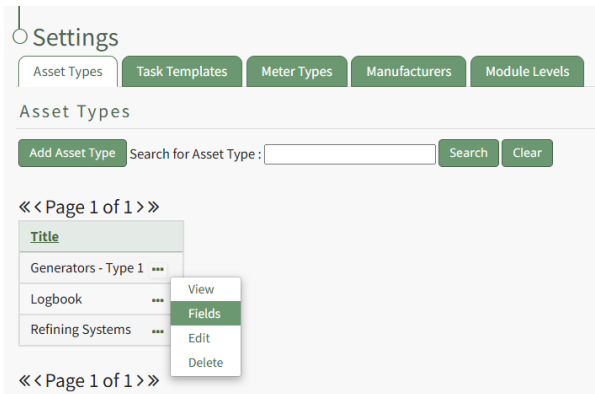 Settings
Asset Types Task Templates Meter Types Manufacturers Module Levels
Asset Types
Add Asset Type Search for Asset Type : Search Clear
«‹ Page 1 of 1 ›»
Title
Generators - Type 1 •••
View
Logbook •••
Fields
Refining Systems •••
Edit
Delete
«‹ Page 1 of 1 ›»